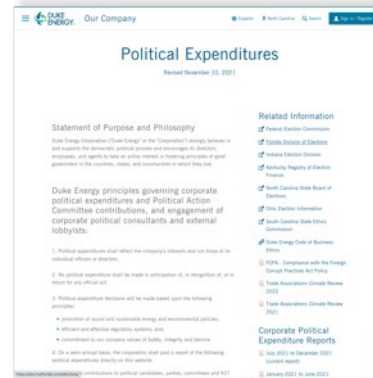 DUKE ENERGY.
Our Company
Español
North Carolina
Search
Sign in / Register
Political Expenditures
Revised November 10, 2021
Statement of Purpose and Philosophy
Duke Energy Corporation ('Duke Energy' or the 'Corporation') strongly believes in
and supports the democratic political process and encourages its directors,
employees, and agents to take an active interest in fostering principles of good
government in the countries, states, and communities in which they live.
Duke Energy principles governing corporate
political expenditures and Political Action
Committee contributions, and engagement of
corporate political consultants and external
lobbyists:
1. Political expenditures shall reflect the company's interests and not those of its
individual officers or directors.
2. No political expenditure shall be made in anticipation of, in recognition of, or in
return for any official act.
3. Political expenditure decisions will be made based upon the following
principles:
promotion of sound and sustainable energy and environmental policies;
efficient and effective regulatory systems; and,
commitment to our company values of Safety, Integrity and Service
4. On a semi-annual basis, the corporation shall post a report of the following
political expenditures directly on this website:
contributions to political candidates, parties, committees and 527
Related Information
Federal Election Commission
Florida Division of Elections
Indiana Election Division
Kentucky Registry of Election
Finance
North Carolina State Board of
Elections
Ohio Election Information
South Carolina State Ethics
Commission
Duke Energy Code of Business
Ethics
FCPA - Compliance with the Foreign
Corrupt Practices Act Policy
Trade Associations Climate Review
2022
Trade Associations Climate Review
2021
Corporate Political
Expenditure Reports
July 2021 to December 2021
(current report)
January 2021 to June 2021